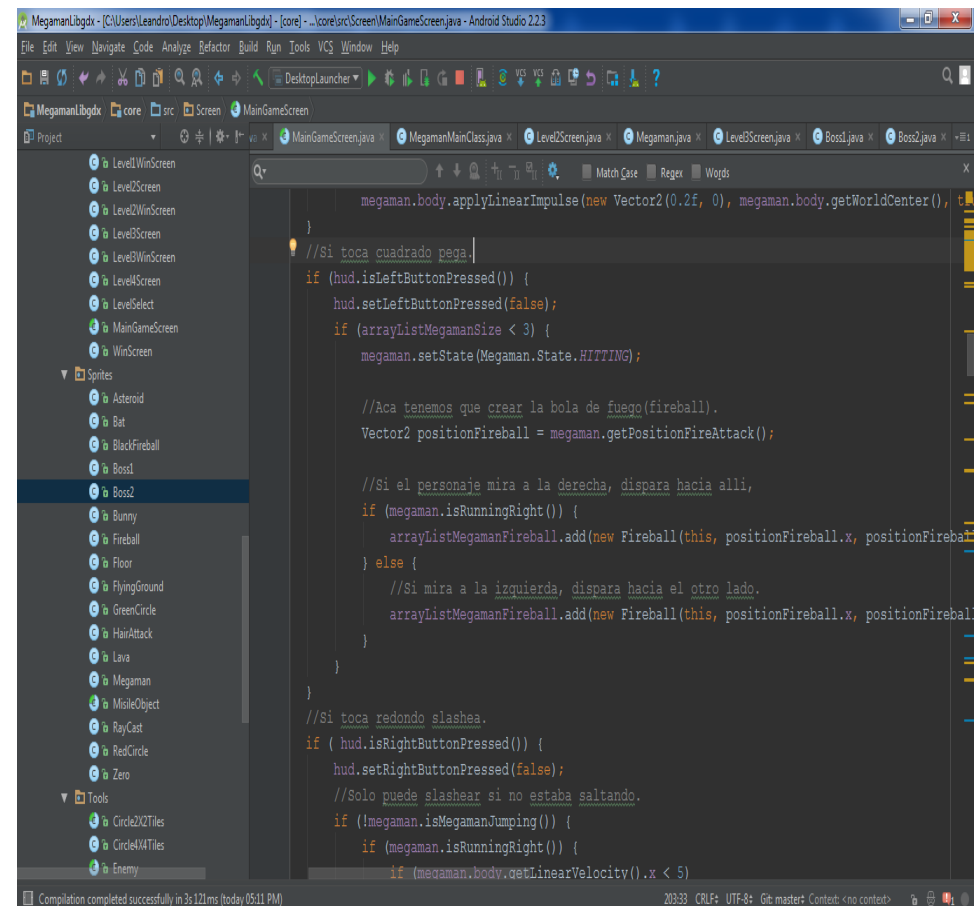 MegamanLibgdx - [C:\Users\Leandro\Desktop\MegamanLibgdx] - [core] - ...\core\src\Screen\MainGameScreen.java - Android Studio 2.2.3
File Edit View Navigate Code Analyze Refactor Build Run Tools VCS Window Help
DesktopLauncher
MegamanLibgdx core src Screen MainGameScreen
Project
MainGameScreen.java MegamanMainClass.java Level2Screen.java Megaman.java Level3Screen.java Boss1.java Boss2.java
Match Case Regex Words
Level1WinScreen
Level2Screen
Level2WinScreen
Level3Screen
Level3WinScreen
Level4Screen
LevelSelect
MainGameScreen
WinScreen
Sprites
Asteroid
Bat
BlackFireball
Boss1
Boss2
Bunny
Fireball
Floor
FlyingGround
GreenCircle
HairAttack
Lava
Megaman
MisileObject
RayCast
RedCircle
Zero
Tools
Circle2X2Tiles
Circle4X4Tiles
Enemy
megaman.body.applyLinearImpulse(new Vector2(0.2f, 0), megaman.body.getWorldCenter(),
}
//Si toca cuadrado pega.
if (hud.isLeftButtonPressed()) {
hud.setLeftButtonPressed(false);
if (arrayListMegamanSize < 3) {
megaman.setState(Megaman.State.HITTING);
//Aca tenemos que crear la bola de fuego(fireball).
Vector2 positionFireball = megaman.getPositionFireAttack();
//Si el personaje mira a la derecha, dispara hacia alli,
if (megaman.isRunningRight()) {
arrayListMegamanFireball.add(new Fireball(this, positionFireball.x, positionFireball
} else {
//Si mira a la izquierda, dispara hacia el otro lado.
arrayListMegamanFireball.add(new Fireball(this, positionFireball.x, positionFireball
}
}
}
//Si toca redondo slashea.
if ( hud.isRightButtonPressed()) {
hud.setRightButtonPressed(false);
//Solo puede slashear si no estaba saltando.
if (!megaman.isMegamanJumping()) {
if (megaman.isRunningRight()) {
if (megaman.body.getLinearVelocity().x < 5)
Compilation completed successfully in 3s 121ms (today 05:11 PM)
203:33 CRLF UTF-8 Git: master Context: <no context>